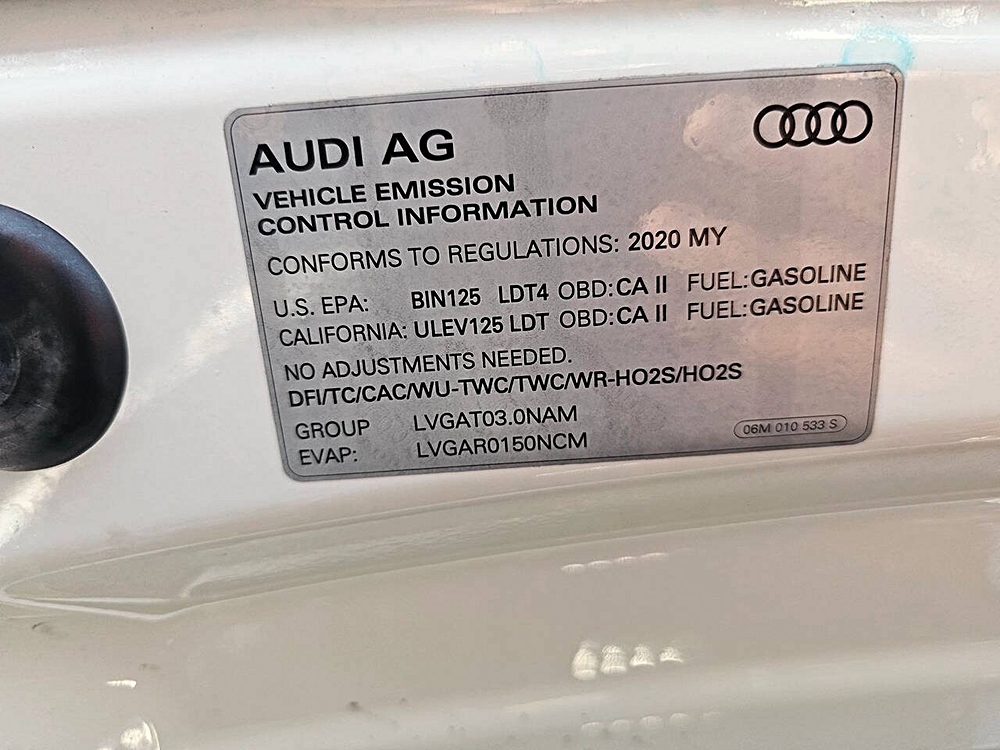 AUDI AG
VEHICLE EMISSION
CONTROL INFORMATION
CONFORMS TO REGULATIONS: 2020 MY
U.S. EPA: BIN125 LDT4 OBD:CA II FUEL:GASOLINE
CALIFORNIA: ULEV125 LDT OBD:CA II FUEL:GASOLINE
NO ADJUSTMENTS NEEDED.
DFI/TC/CAC/WU-TWC/TWC/WR-HO2S/HO2S
GROUP LVGAT03.0NAM
EVAP: LVGAR0150NCM
06M 010 533 S